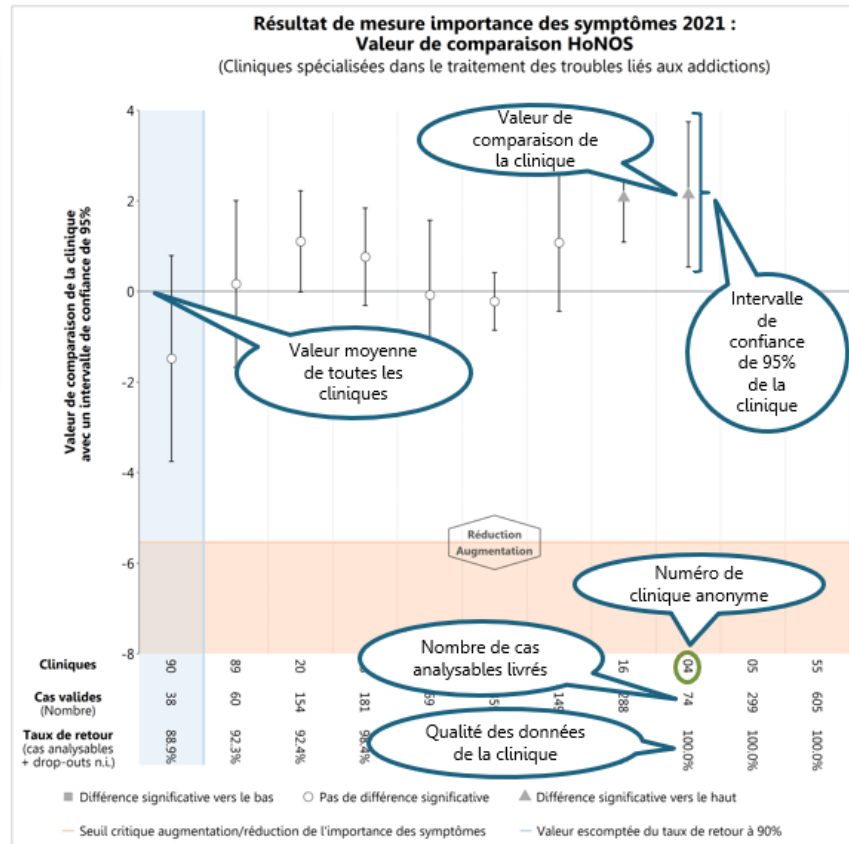 Résultat de mesure importance des symptômes 2021 :
Valeur de comparaison HoNOS
(Cliniques spécialisées dans le traitement des troubles liés aux addictions)
Valeur de comparaison de la clinique
avec un intervalle de confiance de 95%
4
2
0
-2
-4
-6
-8
Valeur de
comparaison de
la clinique
Valeur moyenne
de toutes les
cliniques
Intervalle
de
confiance
de 95%
de la
clinique
Réduction
Augmentation
Numéro de
clinique anonyme
Nombre de cas
analysables livrés
Qualité des données
de la clinique
Cliniques
90 89 20 16 04 05 55
Cas valides
(Nombre)
38 60 154 181 149 288 74 299 605
Taux de retour
(cas analysables
+ drop-outs n.i.)
88.9% 92.3% 92.4% 98.4% 100.0% 100.0% 100.0%
Différence significative vers le bas
Pas de différence significative
Différence significative vers le haut
Seuil critique augmentation/réduction de l'importance des symptômes
Valeur escomptée du taux de retour à 90%